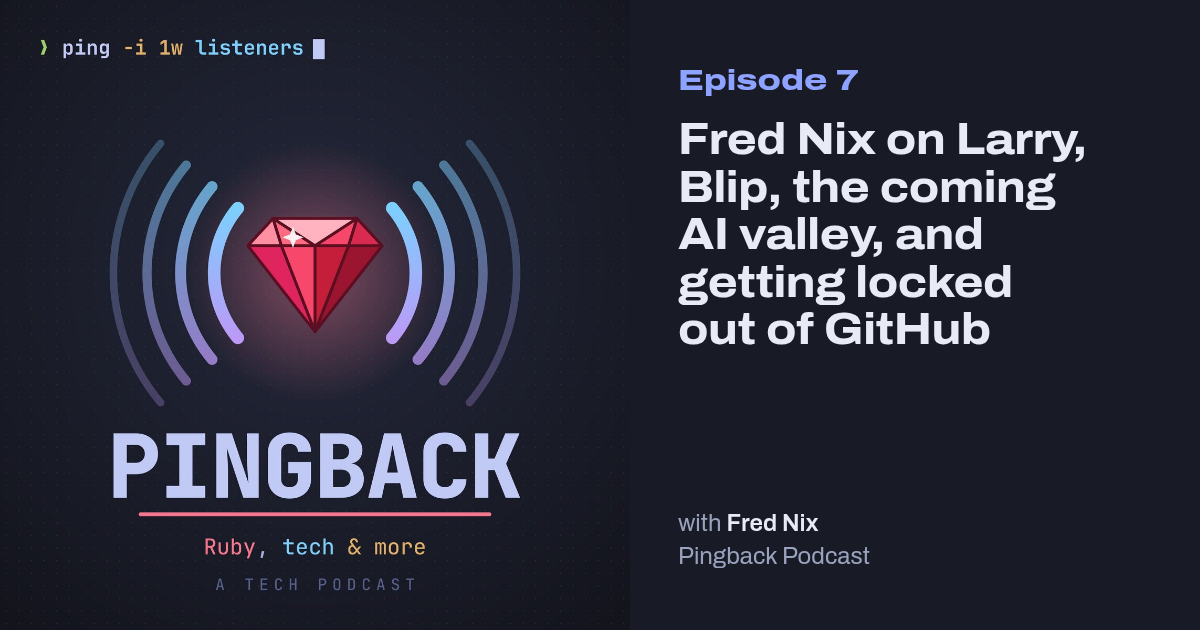 ❯ ping -i 1w listeners
PINGBACK
Ruby, tech & more
A TECH PODCAST
Episode 7
Fred Nix on Larry,
Blip, the coming
AI valley, and
getting locked
out of GitHub
with Fred Nix
Pingback Podcast